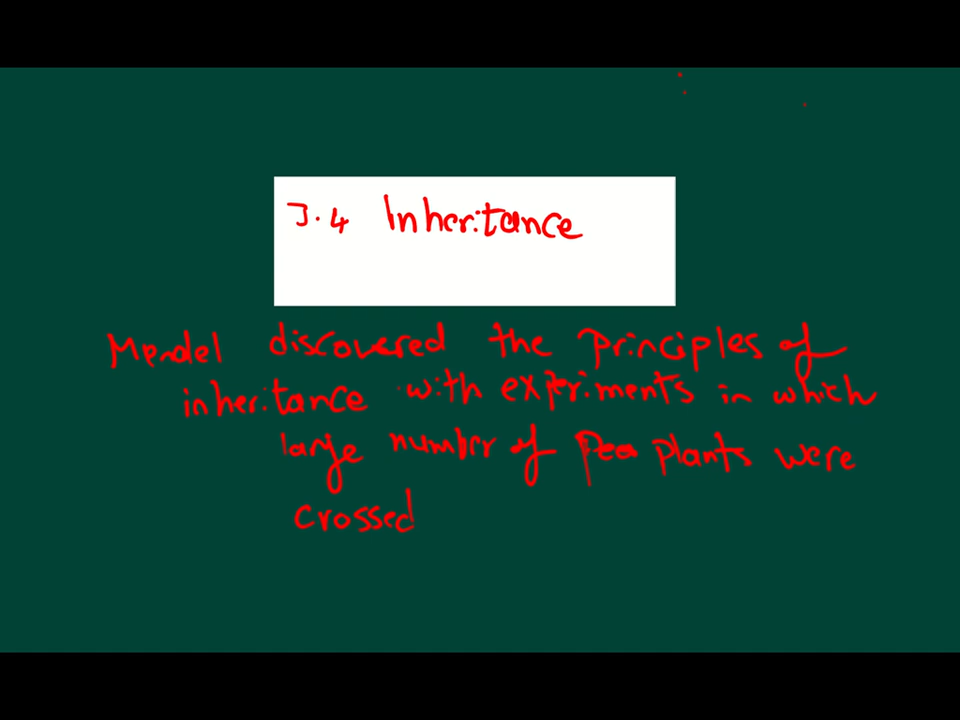 3.4 Inheritance
Mendel discovered the principles of
inheritance with experiments in which
large number of pea plants were
crossed